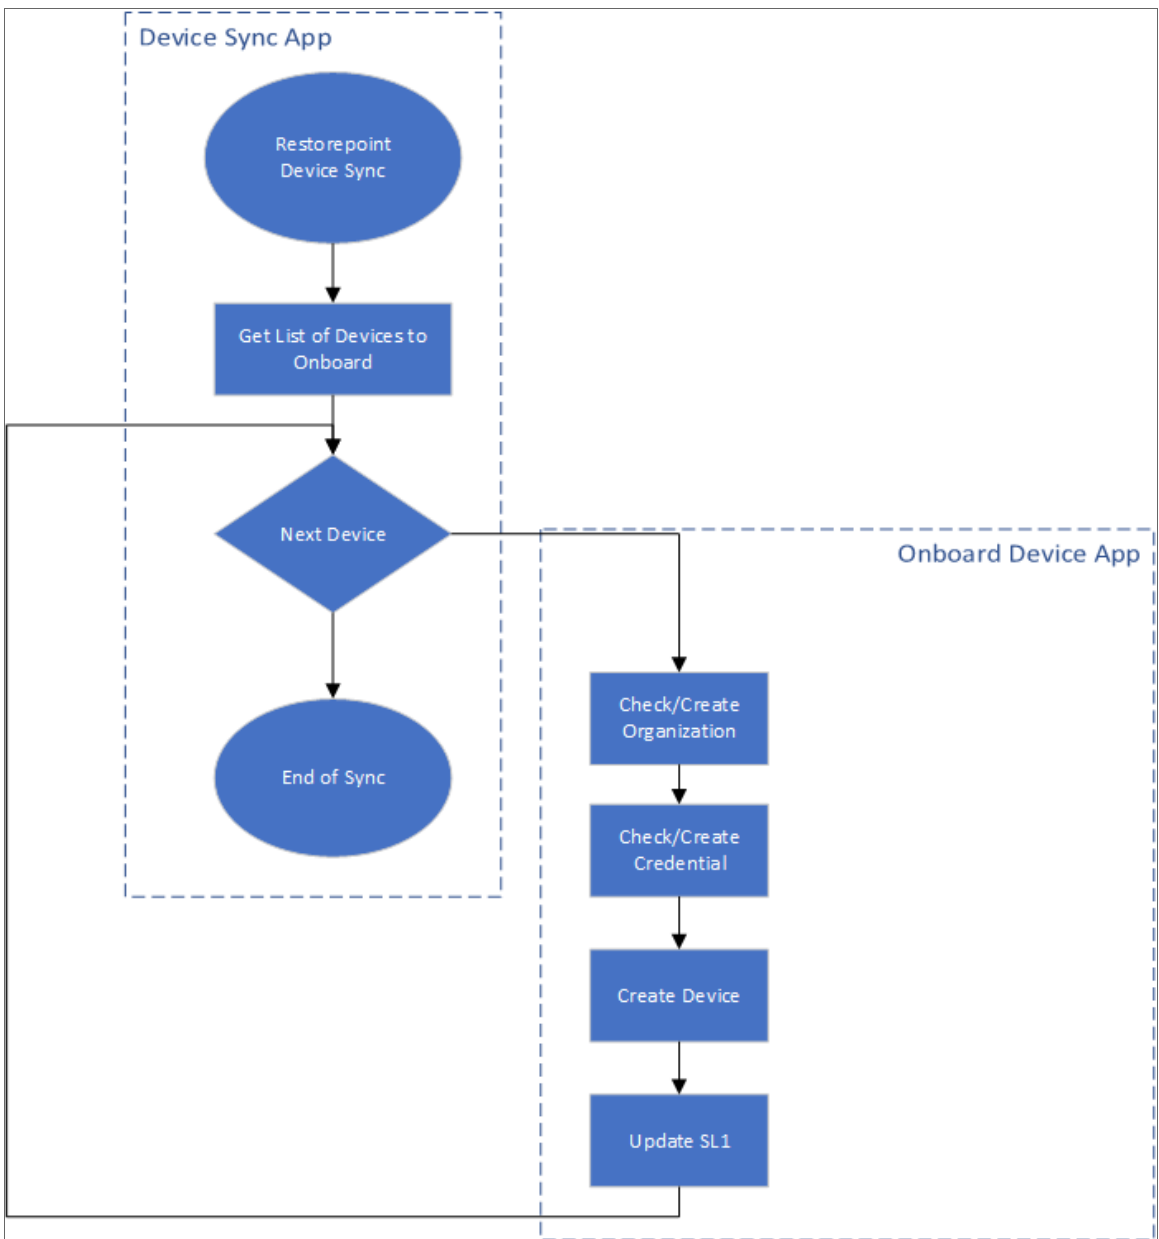 Device Sync App
Restorepoint
Device Sync
Get List of Devices to
Onboard
Next Device
End of Sync
Onboard Device App
Check/Create
Organization
Check/Create
Credential
Create Device
Update SL1